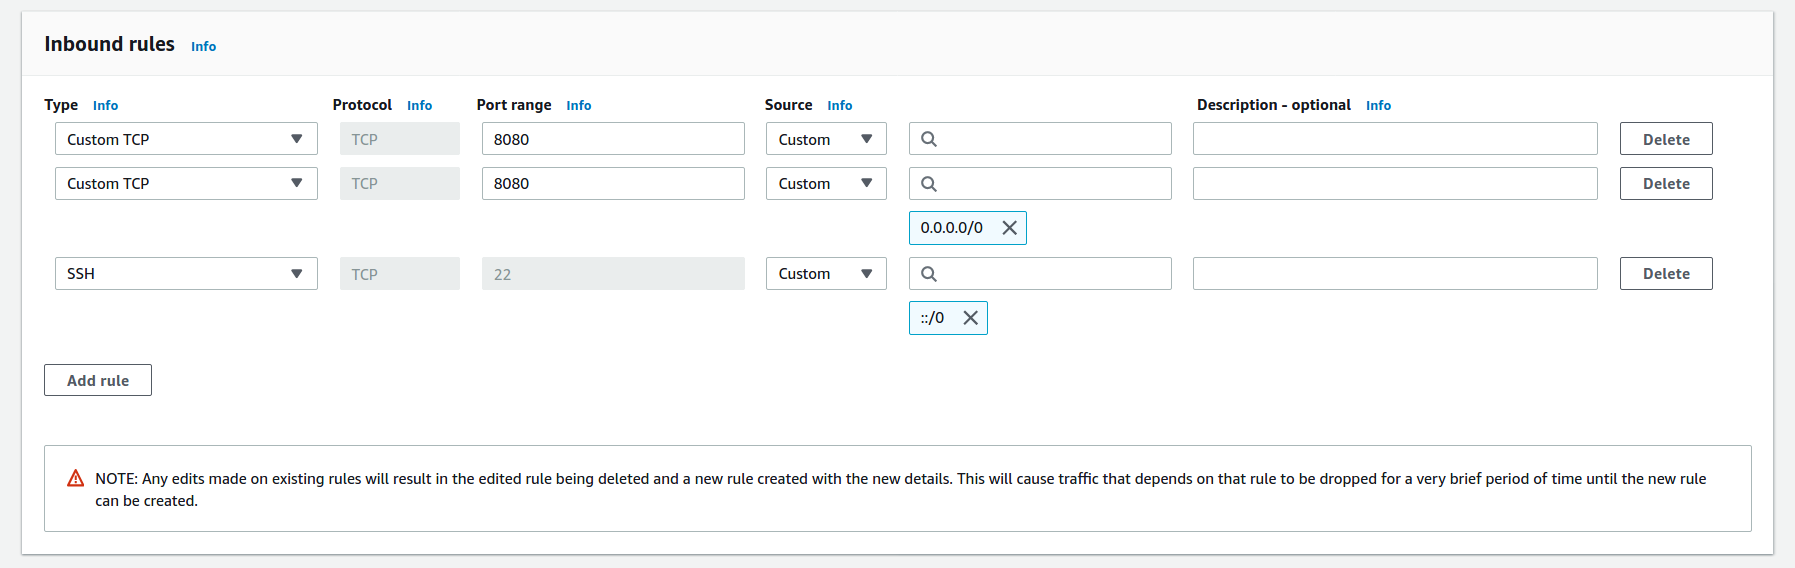 Inbound rules Info
Type Info Protocol Info Port range Info Source Info Description - optional Info
Custom TCP TCP 8080 Custom Delete
Custom TCP TCP 8080 Custom Delete
0.0.0.0/0
SSH TCP 22 Custom Delete
::/0
Add rule
NOTE: Any edits made on existing rules will result in the edited rule being deleted and a new rule created with the new details. This will cause traffic that depends on that rule to be dropped for a very brief period of time until the new rule
can be created.